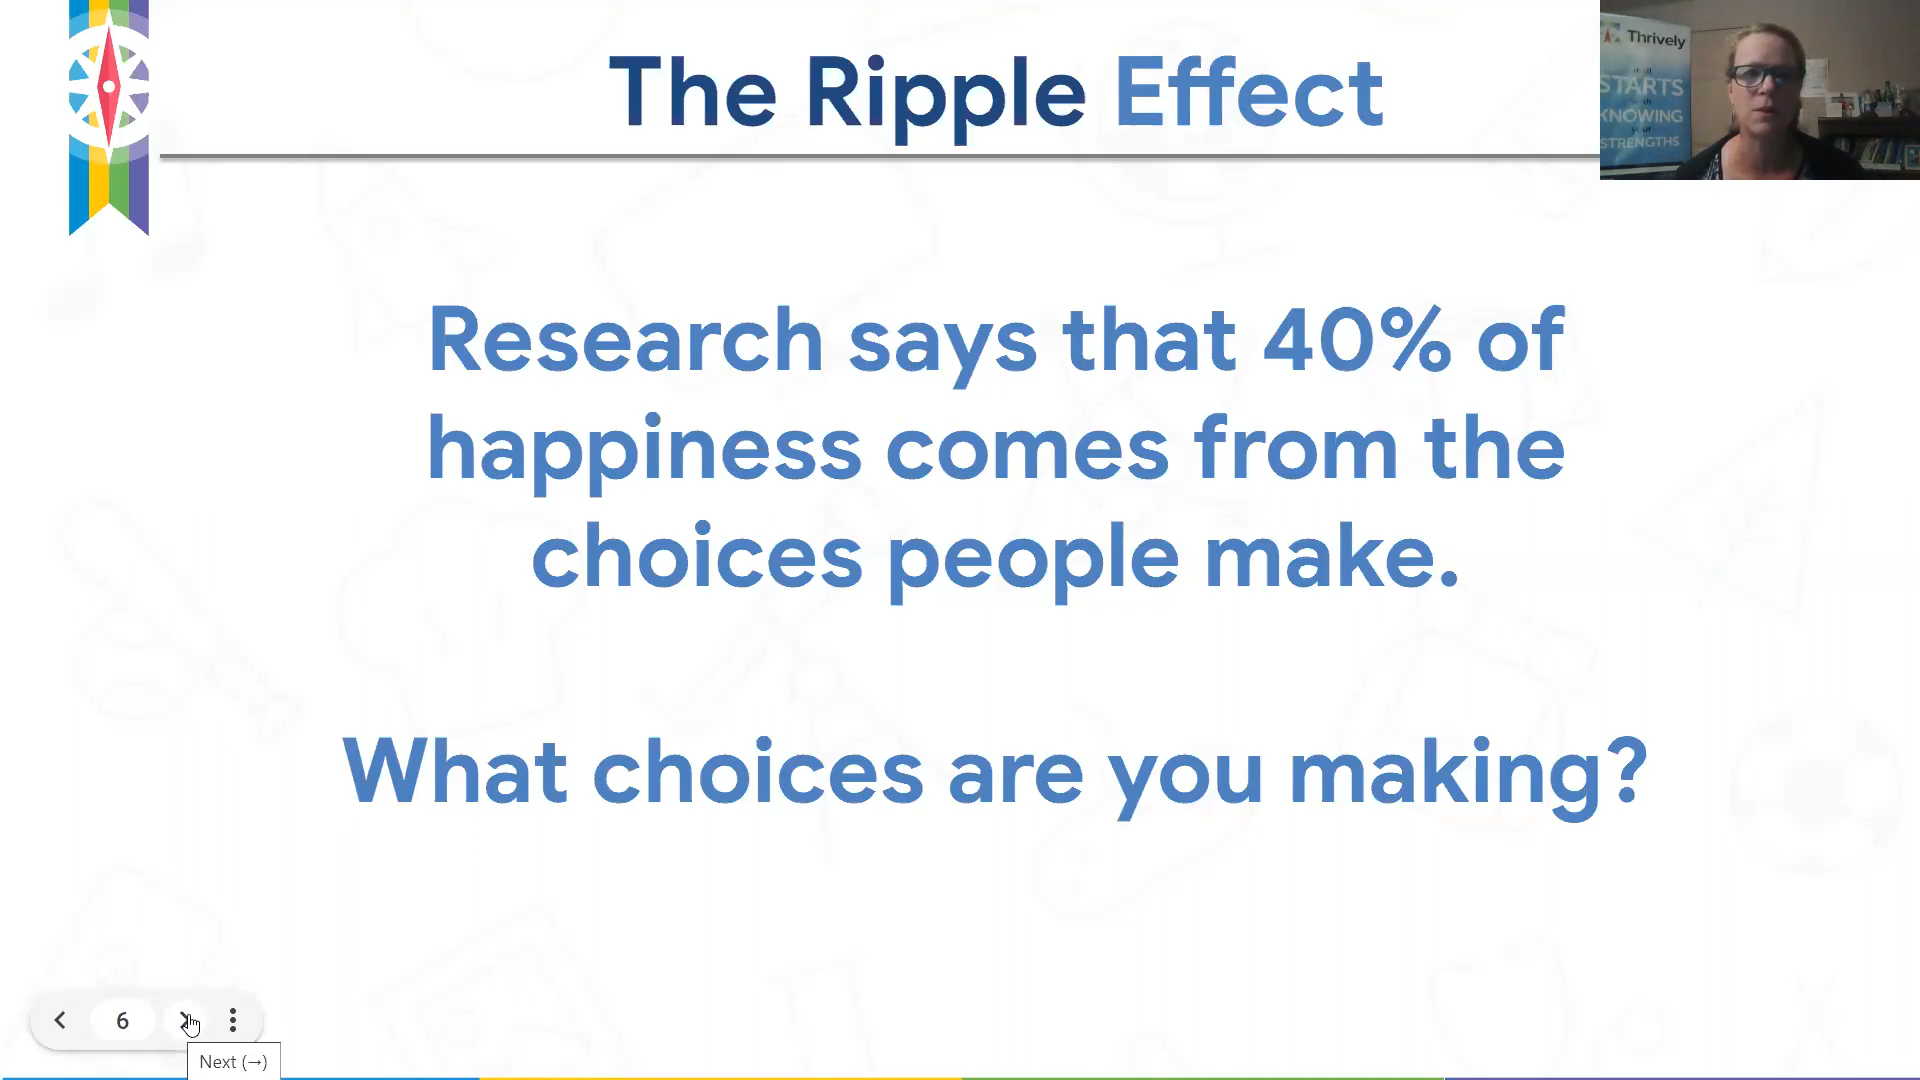 The Ripple Effect
Thrively
STARTS
KNOWING
your
STRENGTHS
Research says that 40% of
happiness comes from the
choices people make.
What choices are you making?
6
Next (→)